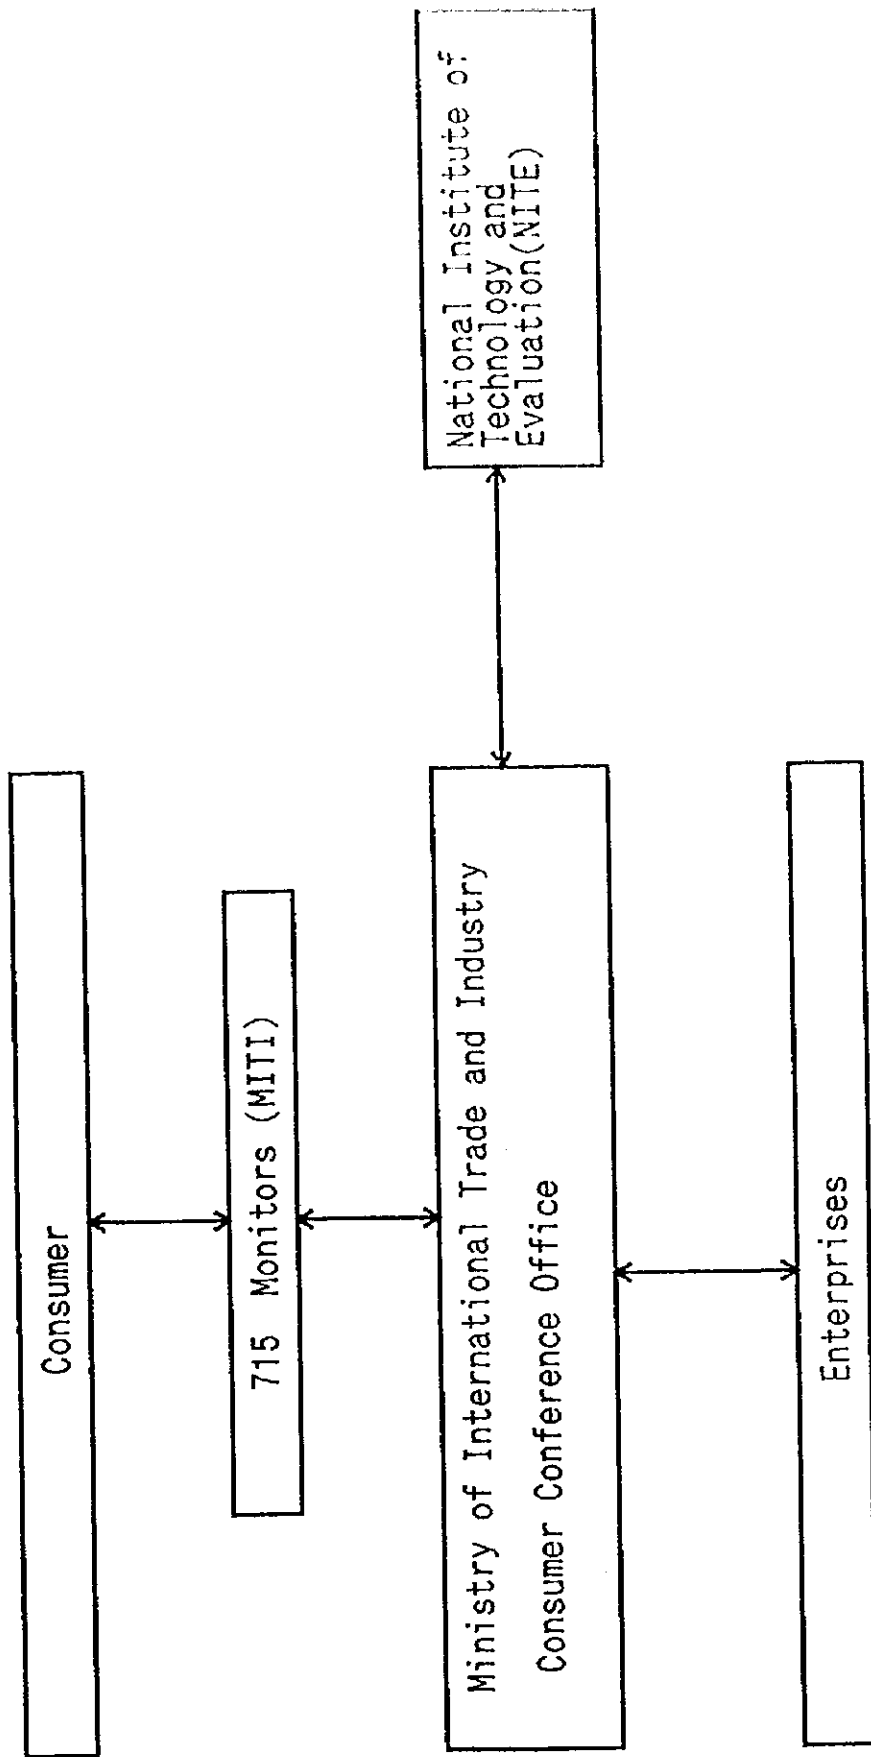 Consumer
715 Monitors (MITI)
Ministry of International Trade and Industry
Consumer Conference Office
National Institute of
Technology and
Evaluation(NITE)
Enterprises